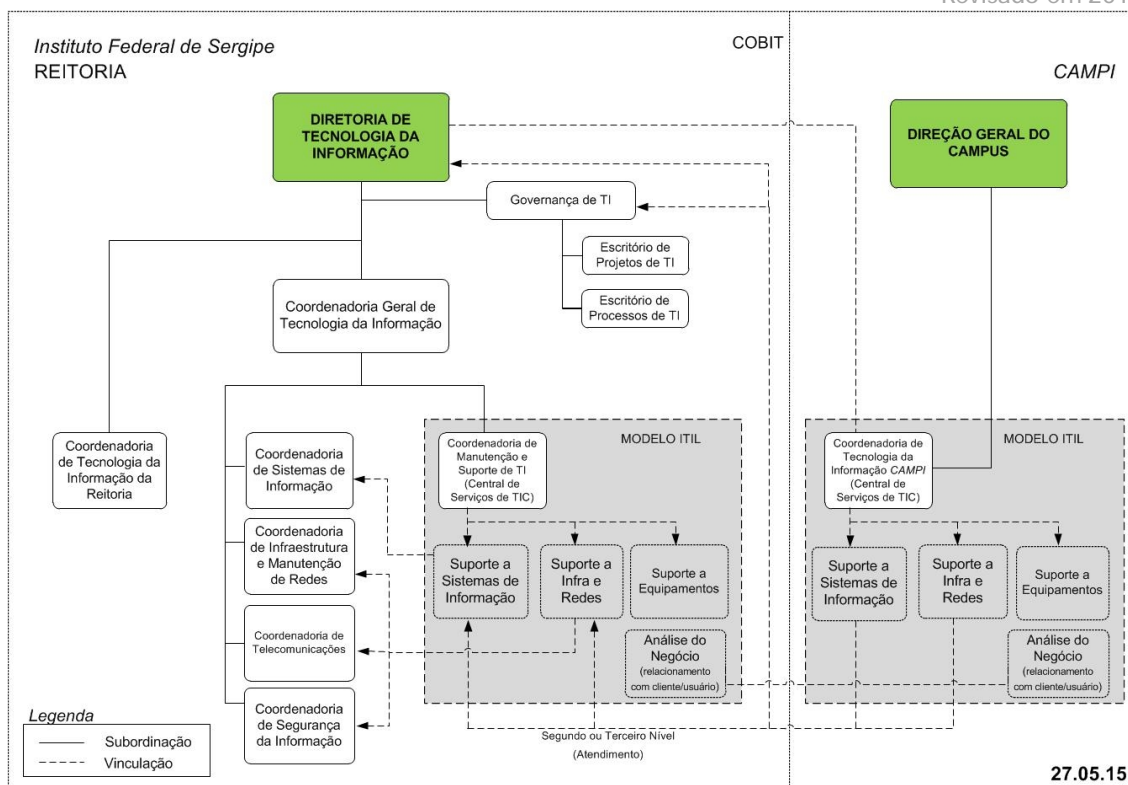 Revisado em 201
Instituto Federal de Sergipe
REITORIA
COBIT
CAMPI
DIRETORIA DE
TECNOLOGIA DA
INFORMAÇÃO
DIREÇÃO GERAL DO
CAMPUS
Governança de TI
Escritório de
Projetos de TI
Escritório de
Processos de TI
Coordenadoria Geral de
Tecnologia da Informação
Coordenadoria
de Tecnologia da
Informação da
Reitoria
Coordenadoria
de Sistemas de
Informação
Coordenadoria
de Infraestrutura
e Manutenção
de Redes
Coordenadoria de
Telecomunicações
Coordenadoria
de Segurança
da Informação
MODELO ITIL
Coordenadoria de
Manutenção e
Suporte de TI
(Central de
Serviços de TIC)
Suporte a
Sistemas de
Informação
Suporte a
Infra e
Redes
Suporte a
Equipamentos
Análise do
Negócio
(relacionamento
com cliente/usuário)
MODELO ITIL
Coordenadoria de
Tecnologia da
Informação CAMPI
(Central de
Serviços de TIC)
Suporte a
Sistemas de
Informação
Suporte a
Infra e
Redes
Suporte a
Equipamentos
Análise do
Negócio
(relacionamento
com cliente/usuário)
Segundo ou Terceiro Nível
(Atendimento)
Legenda
Subordinação
Vinculação
27.05.15